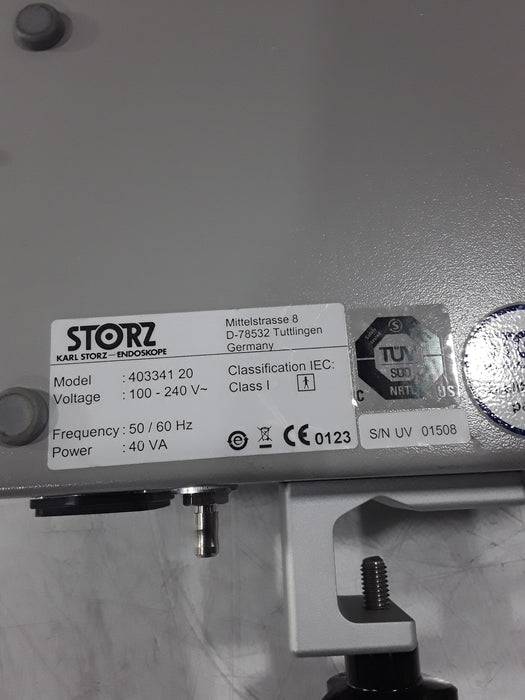 STORZ
KARL STORZ–ENDOSKOPE
Mittelstrasse 8
D-78532 Tuttlingen
Germany
Model : 403341 20
Voltage : 100 - 240 V~
Classification IEC:
Class I
Frequency : 50 / 60 Hz
Power : 40 VA
CE 0123
TÜV
SÜD
C NRTL US
S/N UV 01508